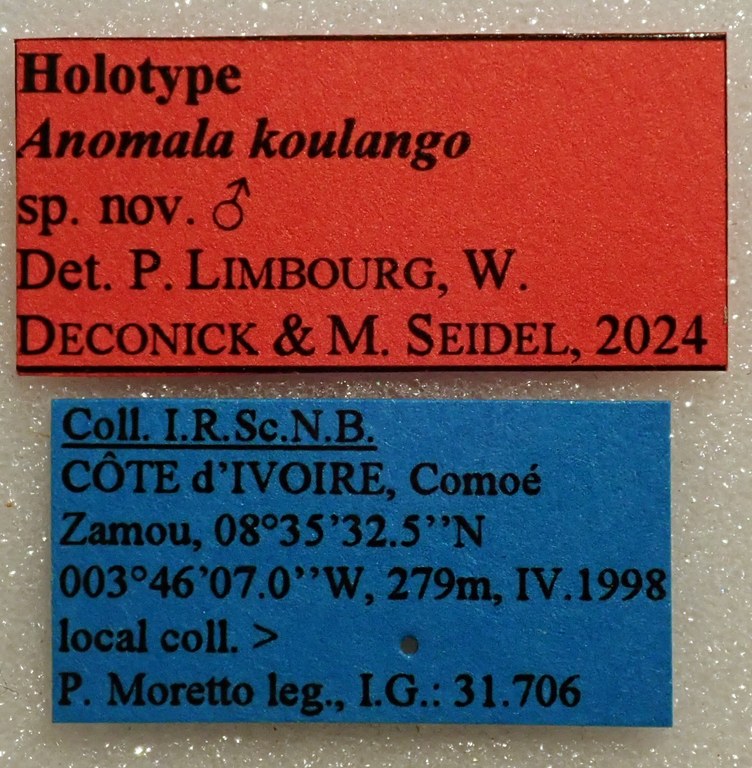 Holotype
Anomala koulango
sp. nov. ♂
Det. P. LIMBOURG, W.
DECONICK & M. SEIDEL, 2024
Coll. I.R.Sc.N.B.
CÔTE d'IVOIRE, Comoé
Zamou, 08°35'32.5''N
003°46'07.0''W, 279m, IV.1998
local coll. >
P. Moretto leg., I.G.: 31.706